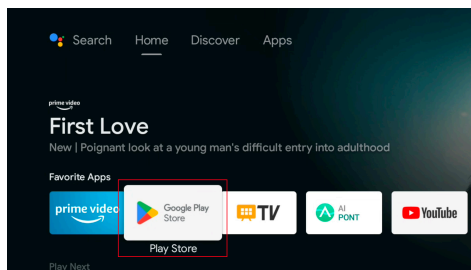 Search Home Discover Apps
prime video
First Love
New | Poignant look at a young man's difficult entry into adulthood
Favorite Apps
prime video
Google Play
Store
TV
AI
PONT
YouTube
Play Store
Play Next